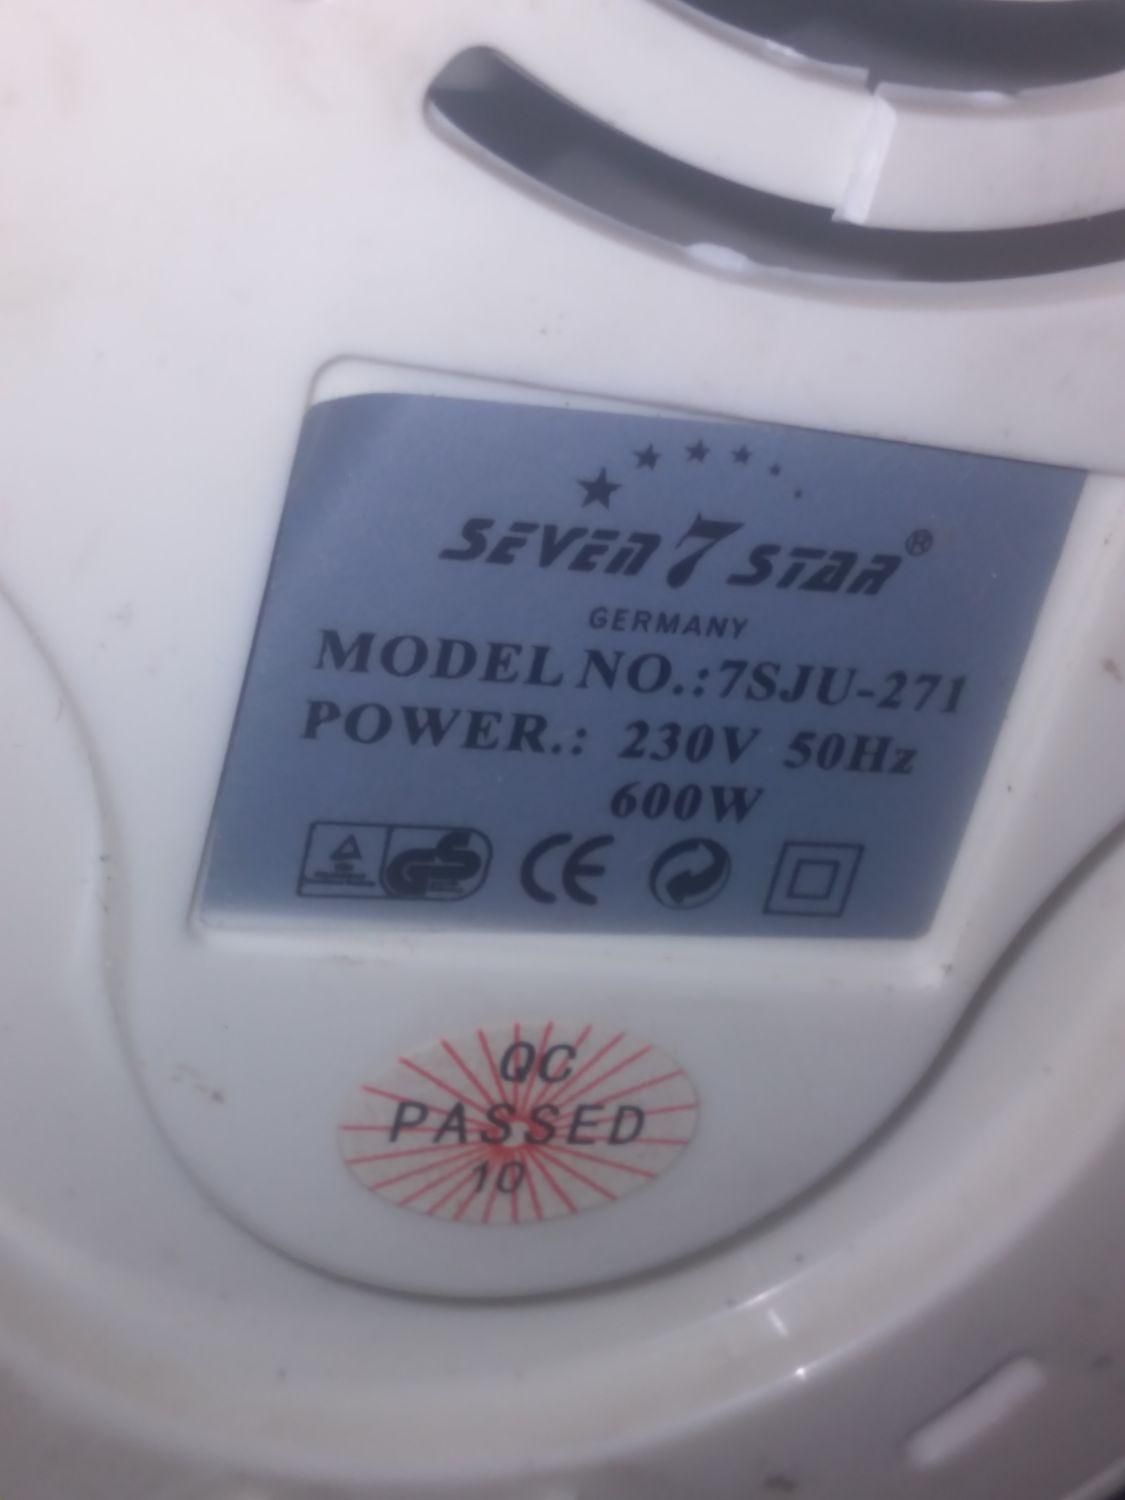 SEVEN 7 STAR®
GERMANY
MODEL NO.:7SJU-271
POWER.: 230V 50Hz
600W
CE
QC
PASSED
10